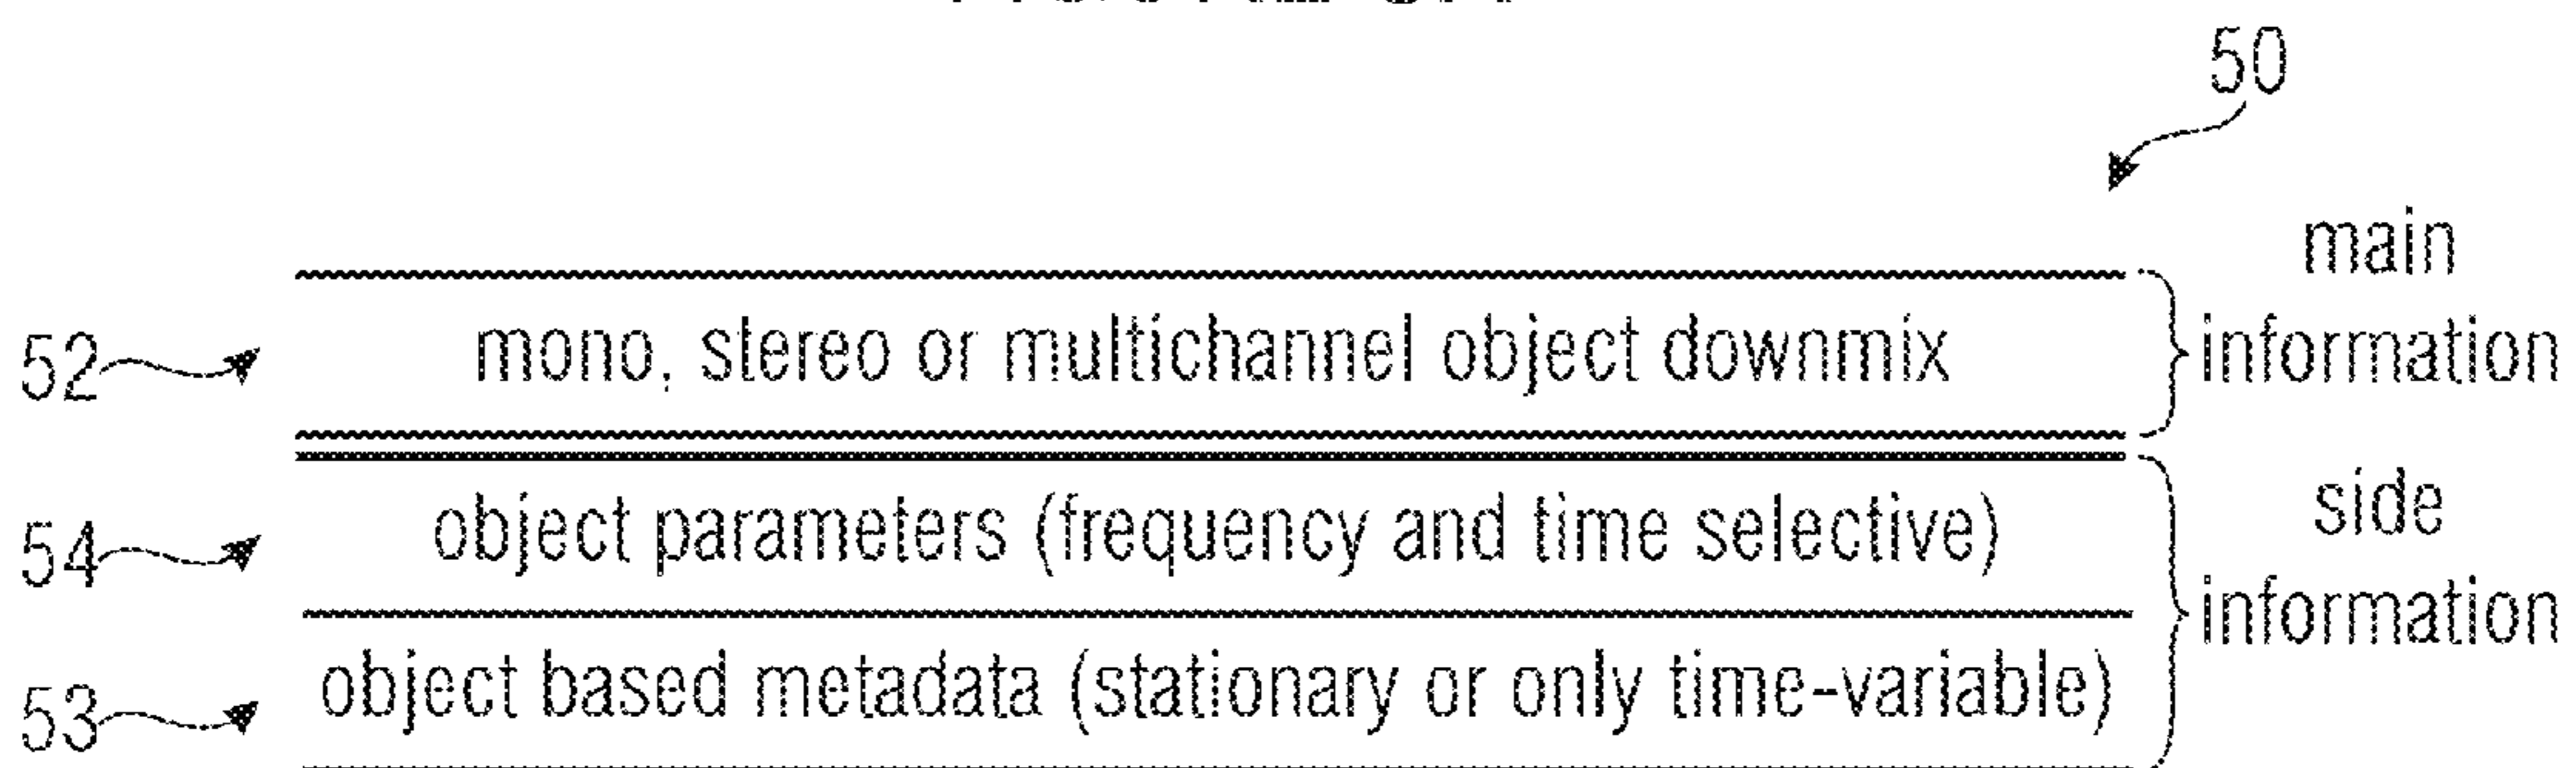 50
main
52 mono, stereo or multichannel object downmix information
54 object parameters (frequency and time selective) side
information
53 object based metadata (stationary or only time-variable)